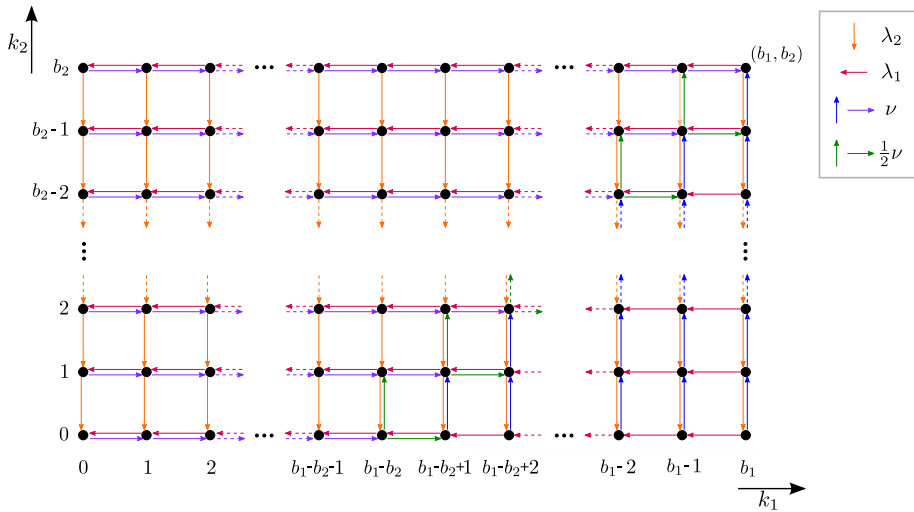 k₂
b₂
(b₁, b₂)
λ₂
λ₁
ν
½ν
b₂-1
b₂-2
2
1
0
0 1 2 b₁-b₂-1 b₁-b₂ b₁-b₂+1 b₁-b₂+2 b₁-2 b₁-1 b₁
k₁